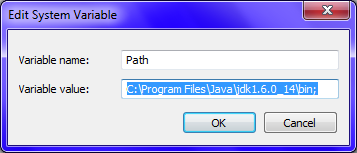 Edit System Variable
Variable name: Path
Variable value: C:\Program Files\Java\jdk1.6.0_14\bin;
OK Cancel